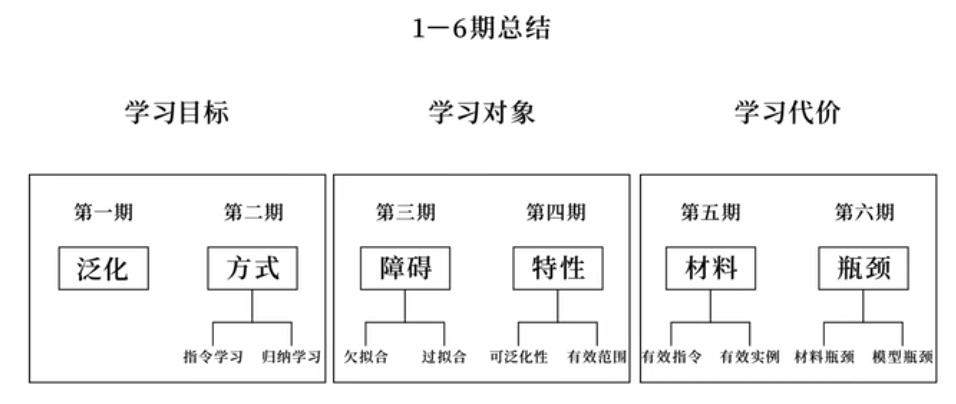 1—6期总结
学习目标
学习对象
学习代价
第一期
第二期
第三期
第四期
第五期
第六期
泛化
方式
障碍
特性
材料
瓶颈
指令学习
归纳学习
欠拟合
过拟合
可泛化性
有效范围
有效指令
有效实例
材料瓶颈
模型瓶颈